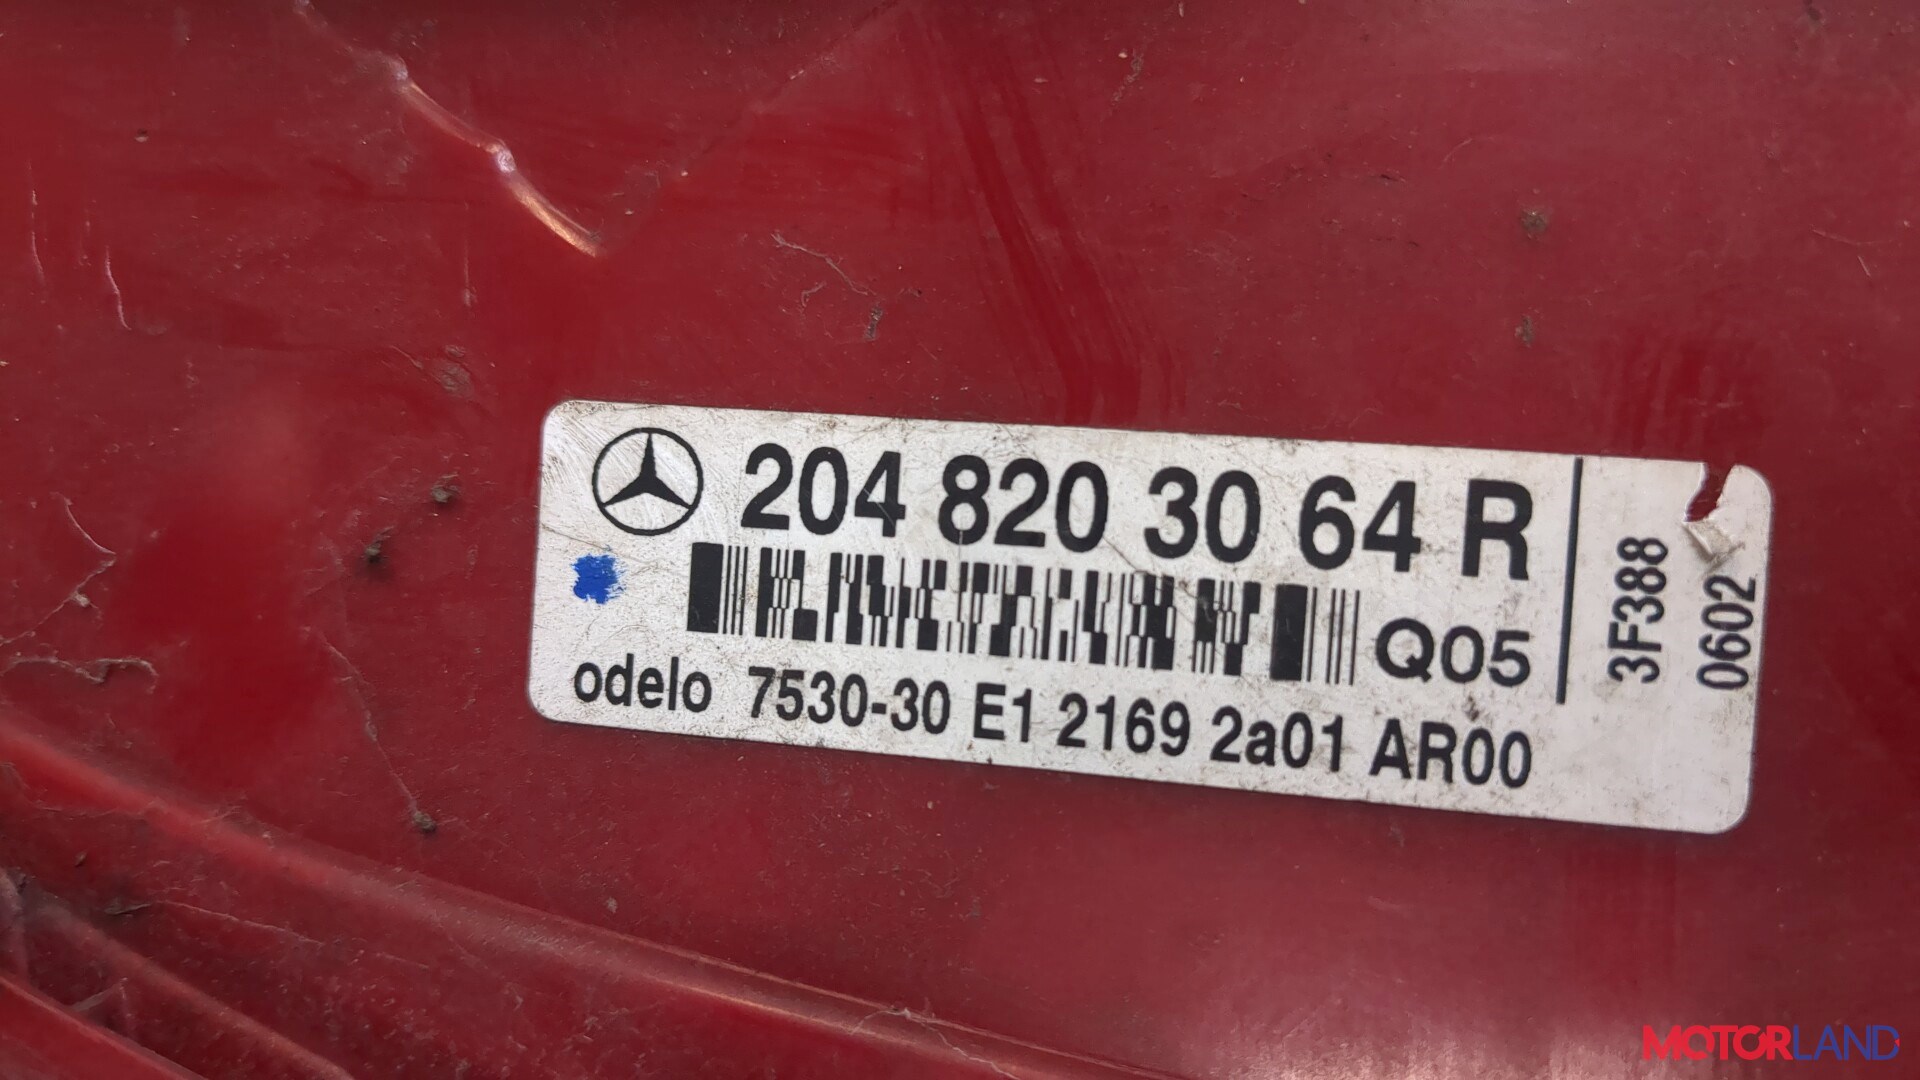 204 820 30 64 R
Q05
odelo 7530-30 E1 2169 2a01 AR00
3F388
0602
MOTORLAND